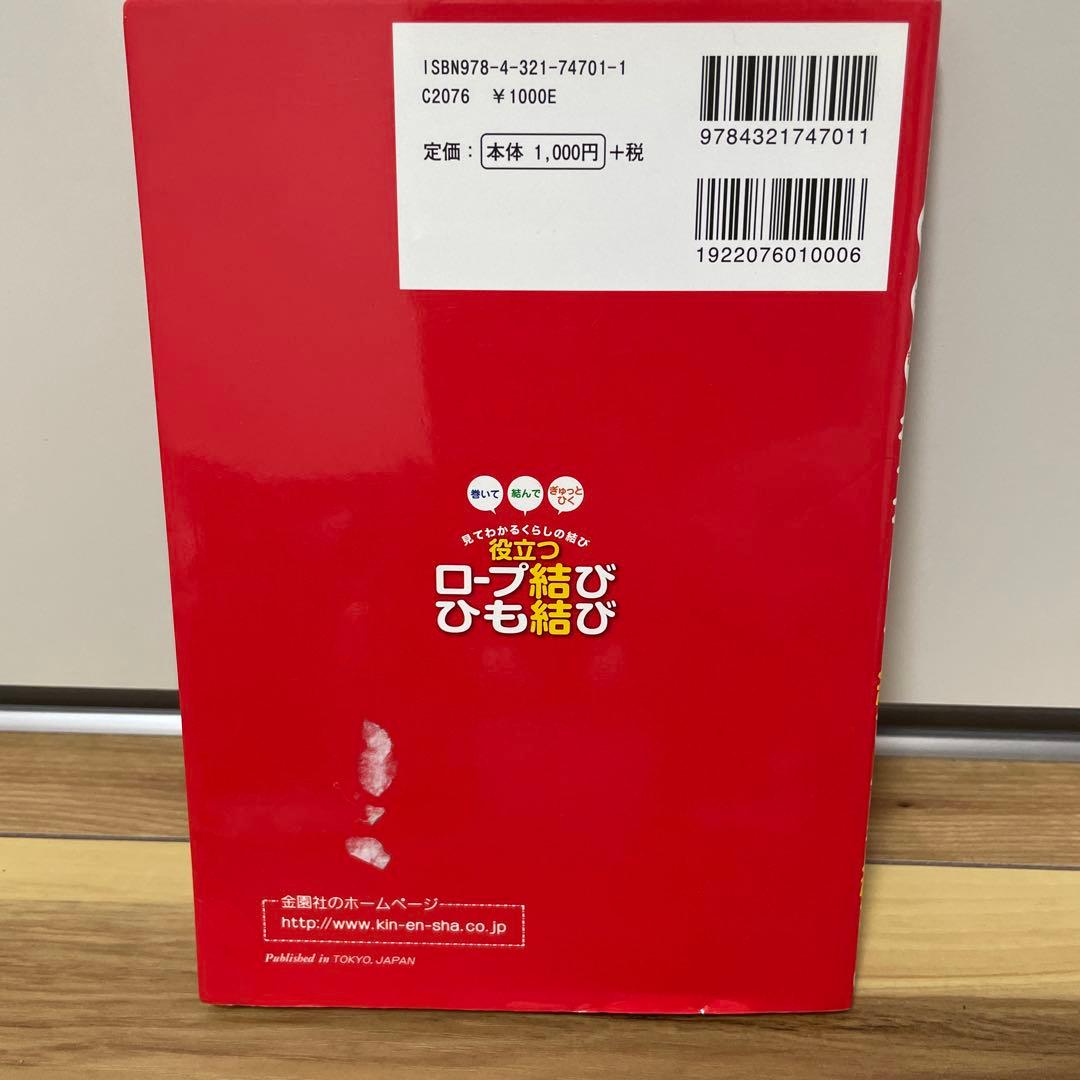 ISBN978-4-321-74701-1
C2076 ¥1000E
定価：本体 1,000円+税
9784321747011
1922076010006
巻いて 結んで ぎゅっと
ひく
見てわかるくらしの結び
役立つ
ロープ結び
ひも結び
金園社のホームページ
http://www.kin-en-sha.co.jp
Published in TOKYO, JAPAN